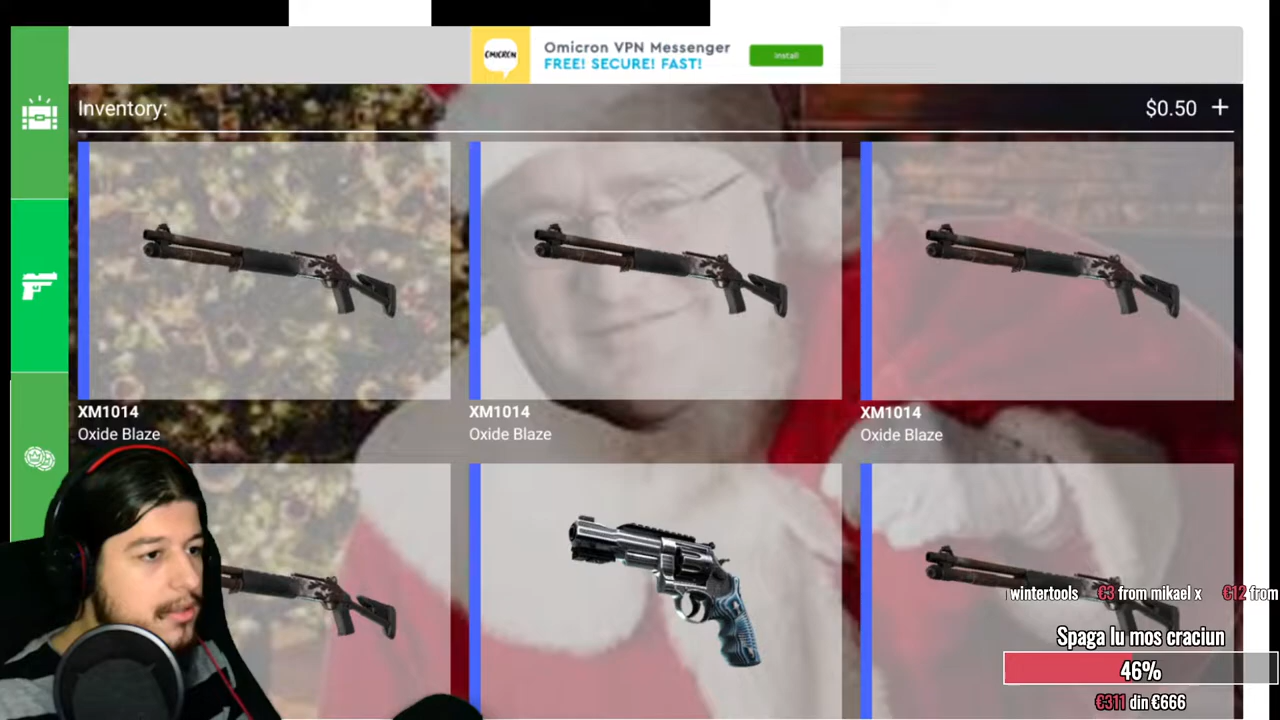 OMICRON
Omicron VPN Messenger
FREE! SECURE! FAST!
Install
Inventory:
$0.50 +
XM1014
Oxide Blaze
XM1014
Oxide Blaze
XM1014
Oxide Blaze
wintertools €3 from mikael x €12 from
Spaga lu mos craciun
46%
€311 din €666